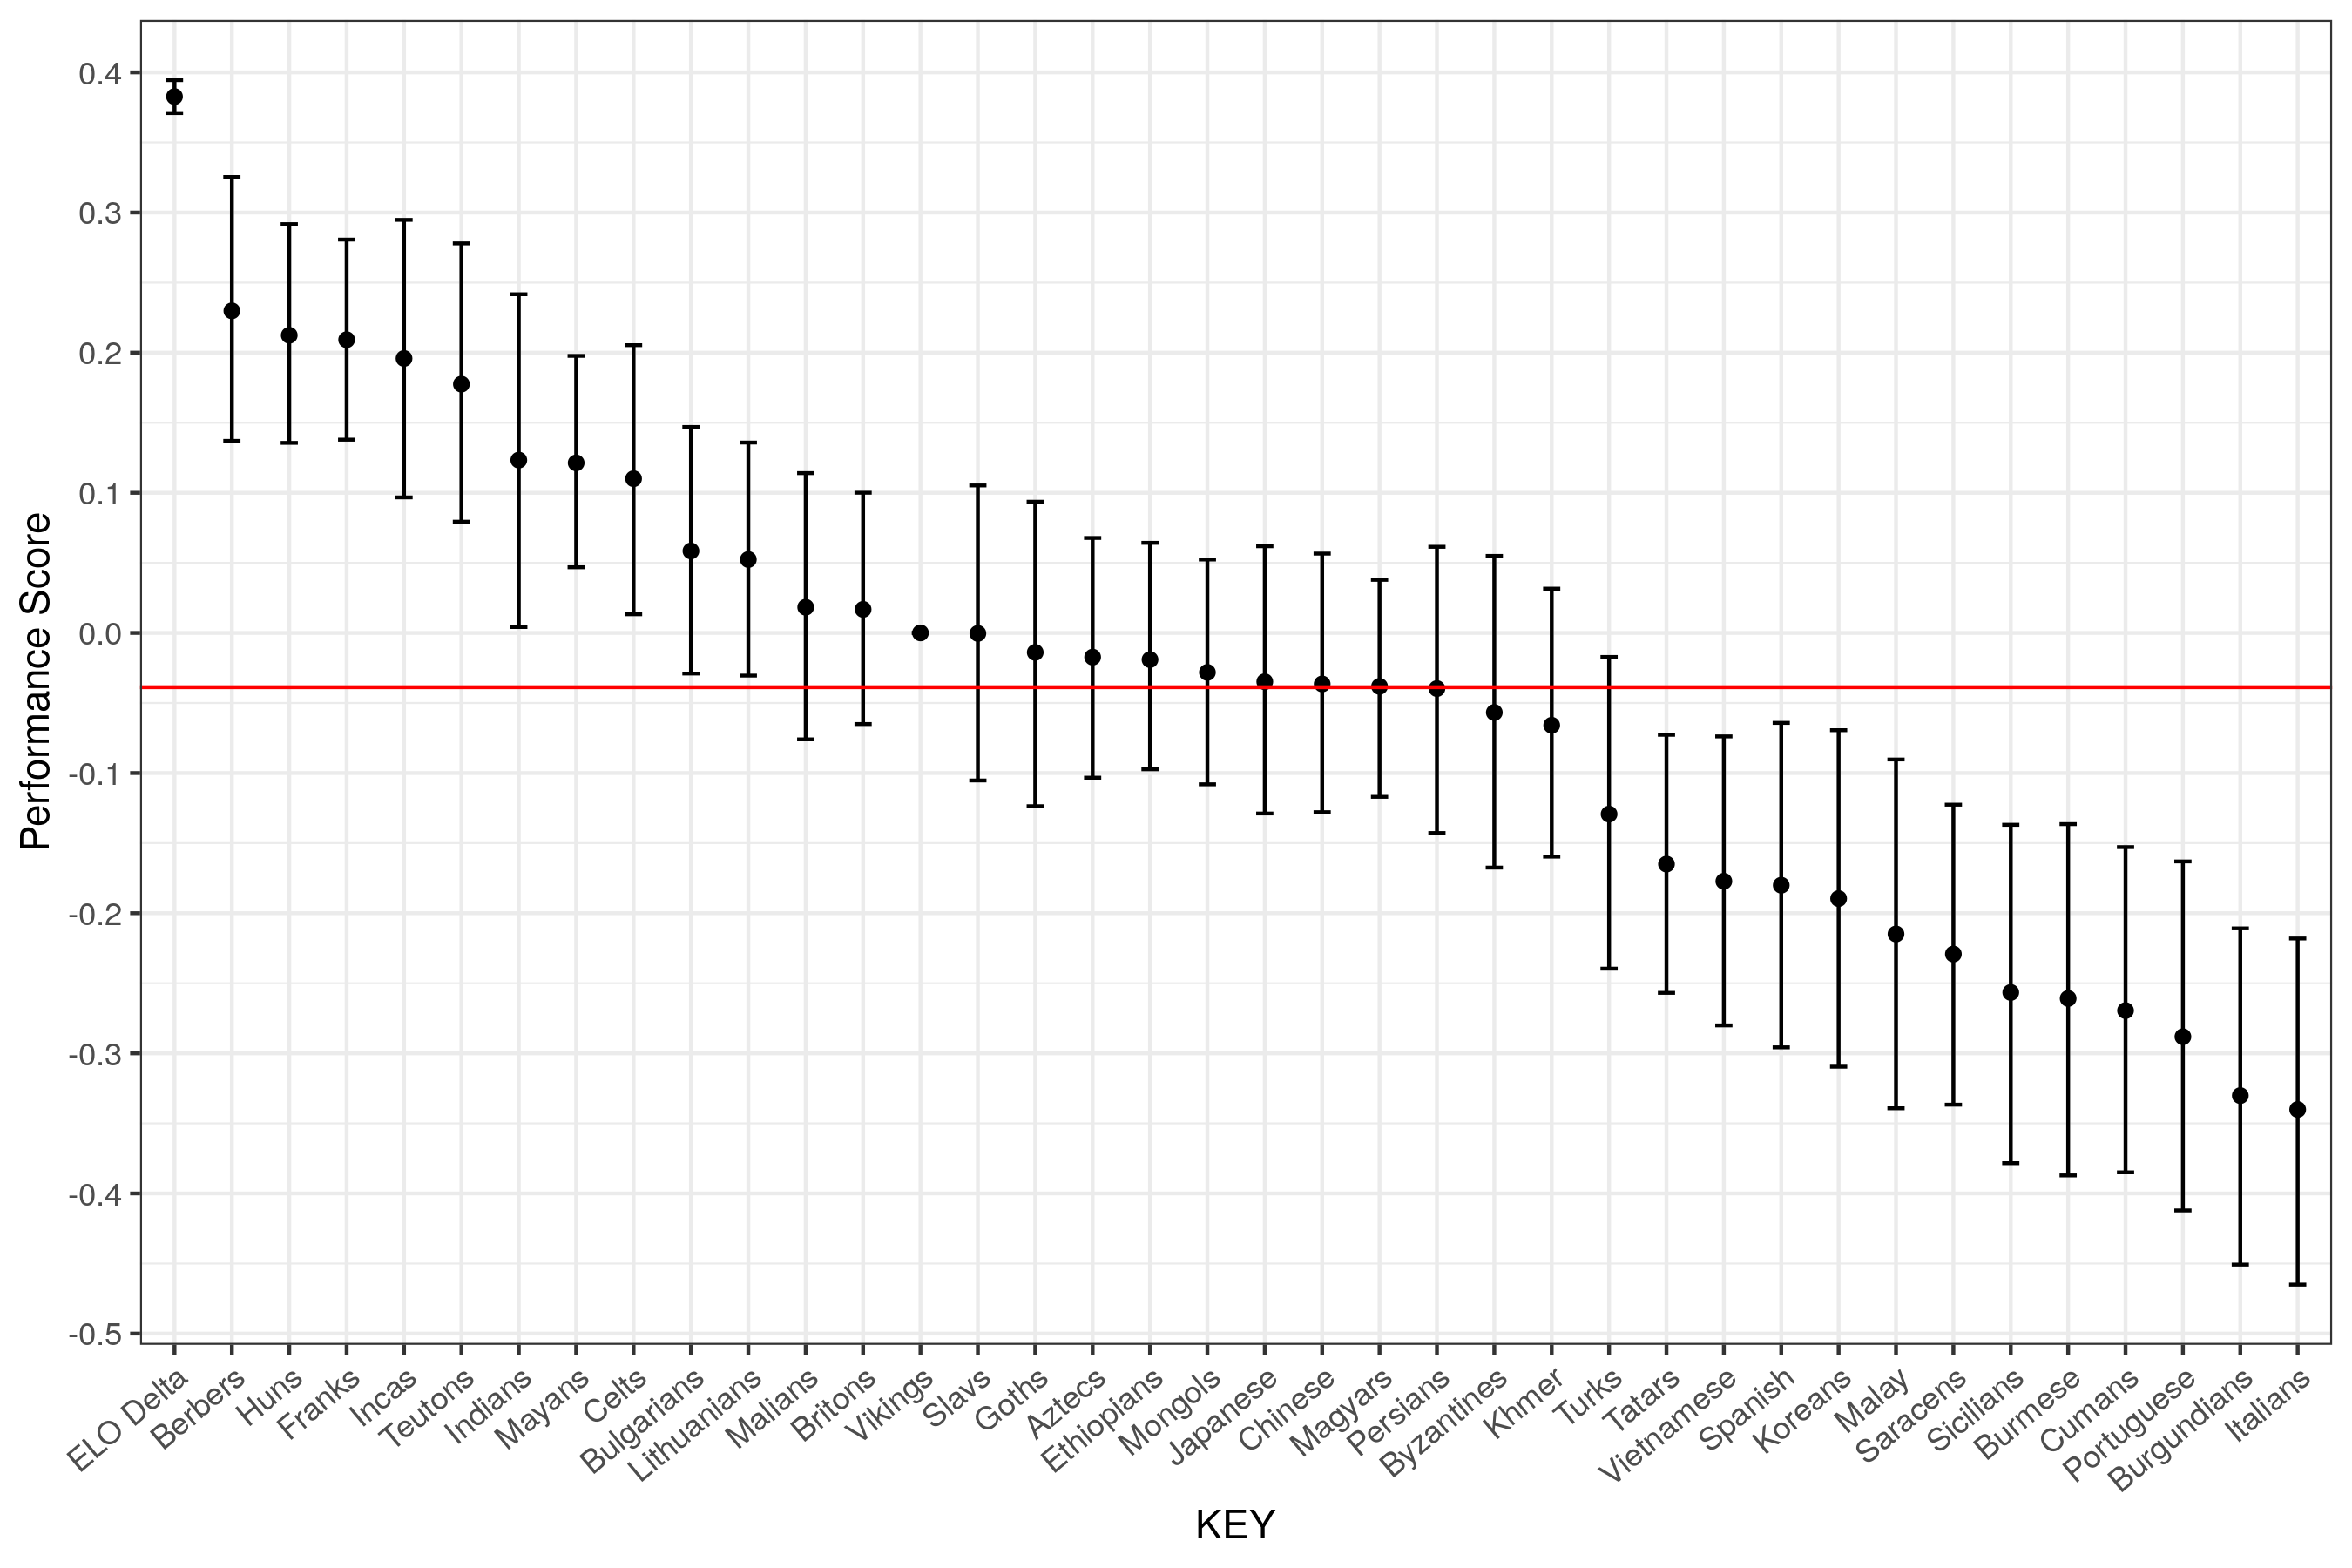 Performance Score
0.4
0.3
0.2
0.1
0.0
-0.1
-0.2
-0.3
-0.4
-0.5
ELO Delta
Berbers
Huns
Franks
Incas
Teutons
Indians
Mayans
Celts
Bulgarians
Lithuanians
Malians
Britons
Vikings
Slavs
Goths
Aztecs
Ethiopians
Mongols
Japanese
Chinese
Magyars
Persians
Byzantines
Khmer
Turks
Tatars
Vietnamese
Spanish
Koreans
Malay
Saracens
Sicilians
Burmese
Cumans
Portuguese
Burgundians
Italians
KEY